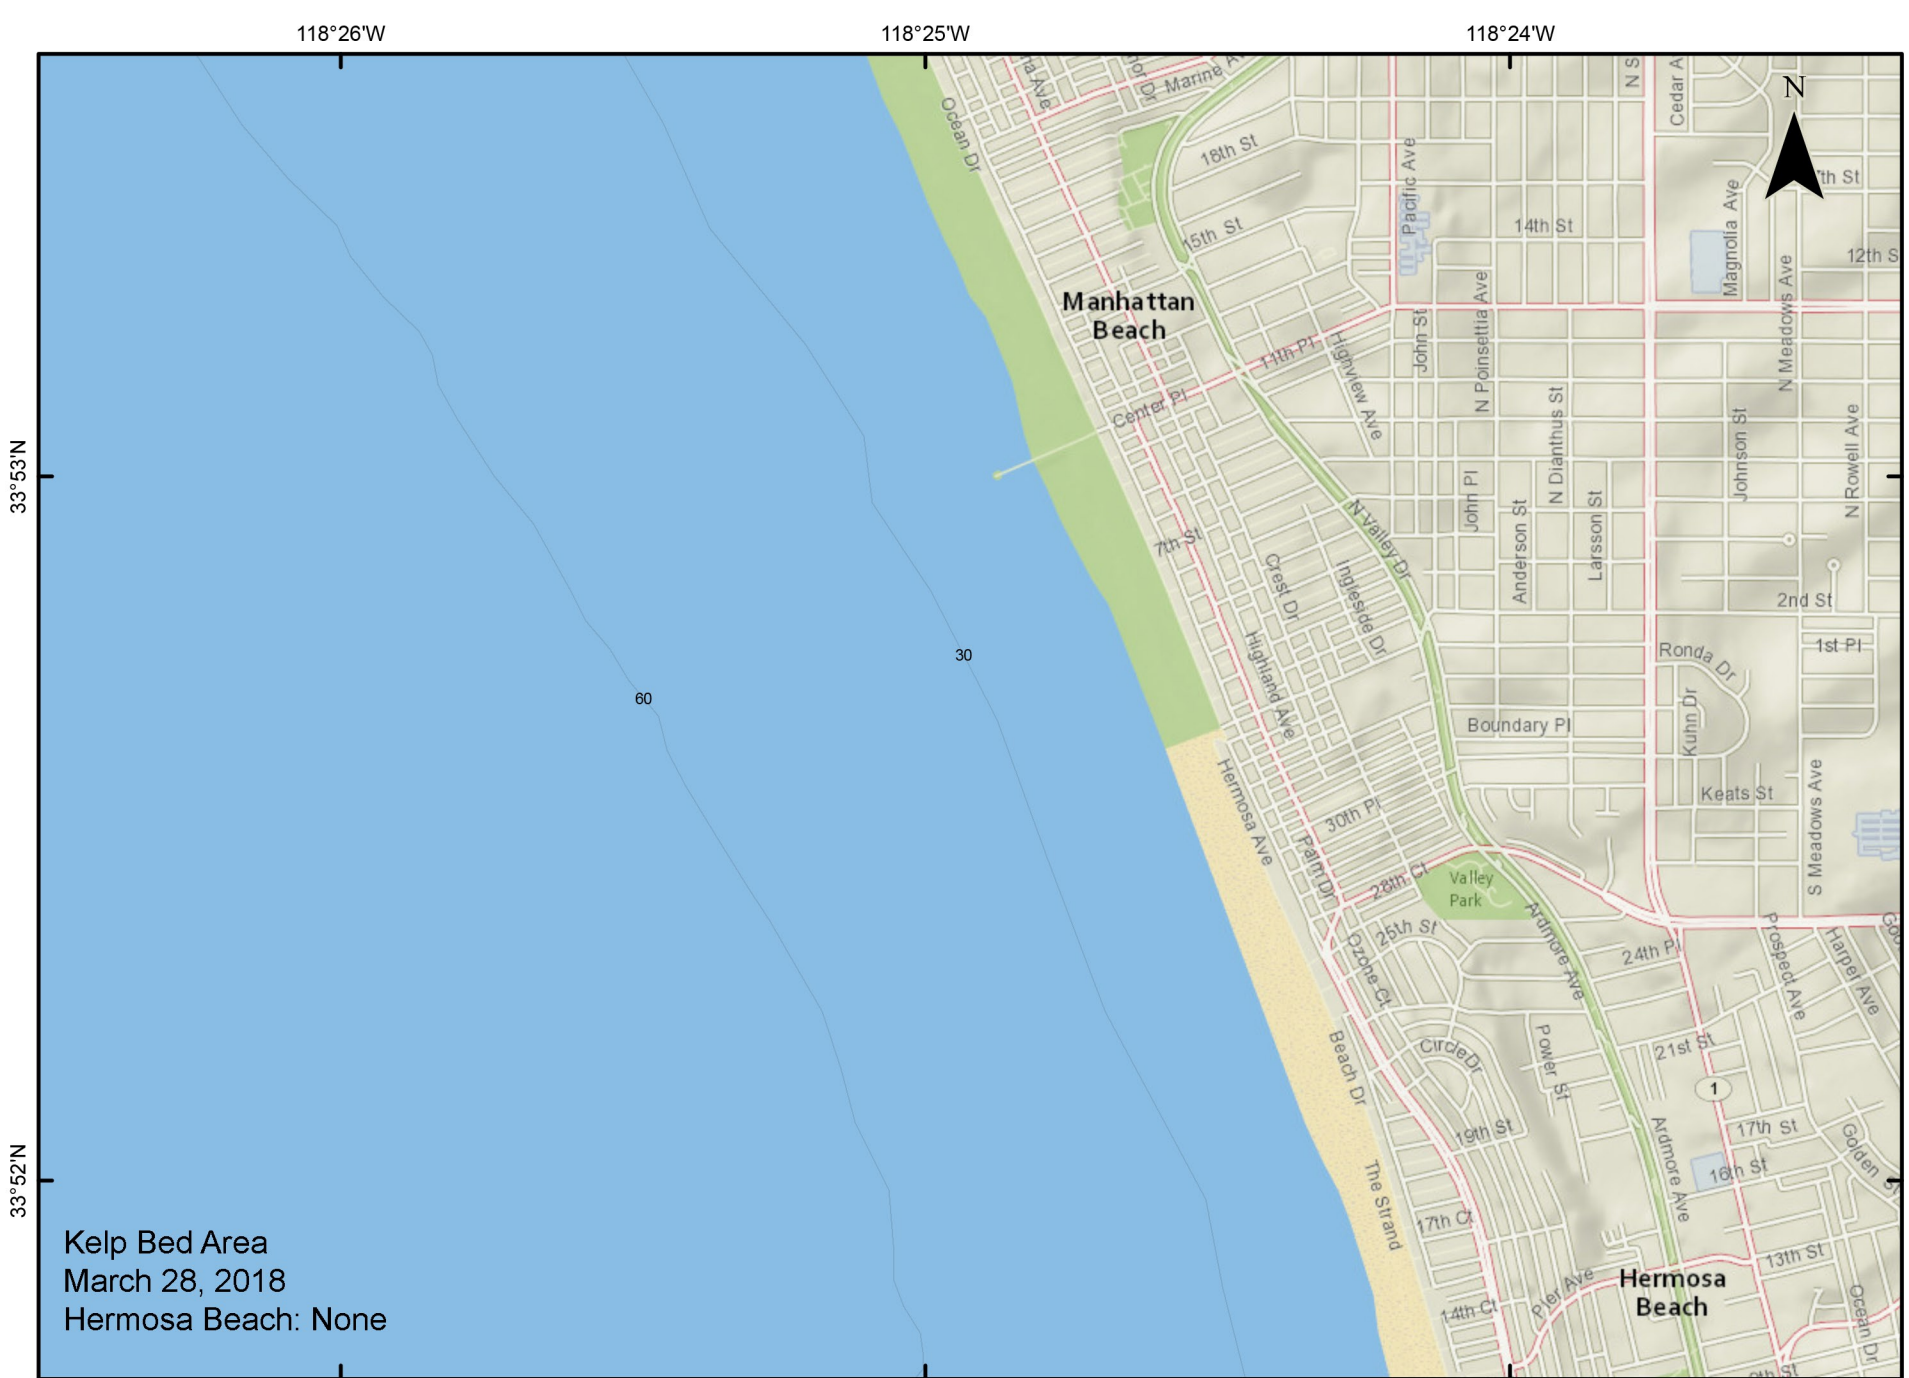 118°26'W
118°25'W
118°24'W
33°53'N
33°52'N
N
Marine
Ocean Dr
18th St
15th St
Pacific Ave
14th St
Cedar
Magnolia Ave
12th S
Manhattan
Beach
11th Pl
Center Pl
Highview Ave
John St
N Poinsettia Ave
N Meadows Ave
N Dianthus St
Johnson St
N Rowell Ave
John Pl
Anderson St
Larsson St
N Valley Dr
7th St
Crest Dr
Ingleside Dr
Highland Ave
2nd St
1st Pl
Ronda Dr
Kuhn Dr
Boundary Pl
Keats St
S Meadows Ave
30
60
Hermosa Ave
30th Pl
Palm Dr
28th Ct
Valley
Park
25th St
Ozone Ct
Ardmore Ave
24th Pl
Prospect Ave
Harper Ave
Beach Dr
Circle Dr
Power St
21st St
1
19th St
17th St
16th St
Golden St
Ardmore Ave
The Strand
17th Ct
14th Ct
Pier Ave
13th St
Hermosa
Beach
Ocean Dr
Kelp Bed Area
March 28, 2018
Hermosa Beach: None